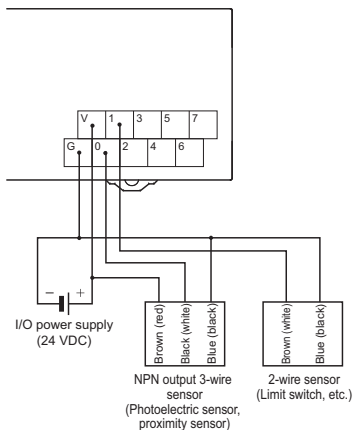 V 1 3 5 7
G 0 2 4 6
− +
I/O power supply
(24 VDC)
Brown (red)
Black (white)
Blue (black)
Brown (white)
Blue (black)
NPN output 3-wire
sensor
(Photoelectric sensor,
proximity sensor)
2-wire sensor
(Limit switch, etc.)